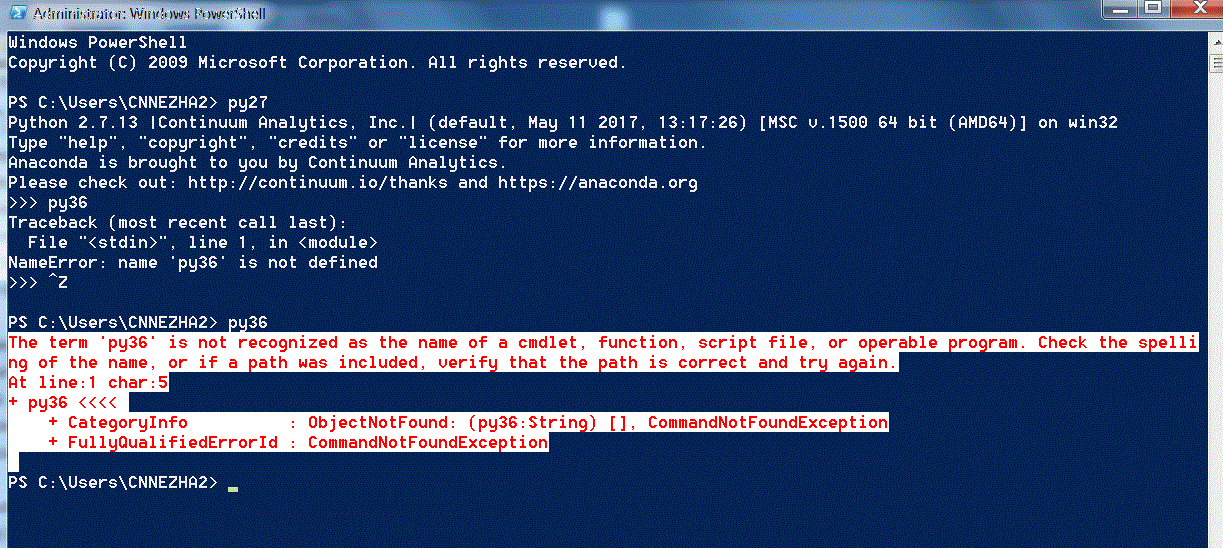 Administrator: Windows PowerShell
Windows PowerShell
Copyright (C) 2009 Microsoft Corporation. All rights reserved.
PS C:\Users\CNNEZHA2> py27
Python 2.7.13 |Continuum Analytics, Inc.| (default, May 11 2017, 13:17:26) [MSC v.1500 64 bit (AMD64)] on win32
Type "help", "copyright", "credits" or "license" for more information.
Anaconda is brought to you by Continuum Analytics.
Please check out: http://continuum.io/thanks and https://anaconda.org
>>> py36
Traceback (most recent call last):
  File "<stdin>", line 1, in <module>
NameError: name 'py36' is not defined
>>> ^Z
PS C:\Users\CNNEZHA2> py36
The term 'py36' is not recognized as the name of a cmdlet, function, script file, or operable program. Check the spelli
ng of the name, or if a path was included, verify that the path is correct and try again.
At line:1 char:5
+ py36 <<<<
    + CategoryInfo          : ObjectNotFound: (py36:String) [], CommandNotFoundException
    + FullyQualifiedErrorId : CommandNotFoundException
PS C:\Users\CNNEZHA2> _